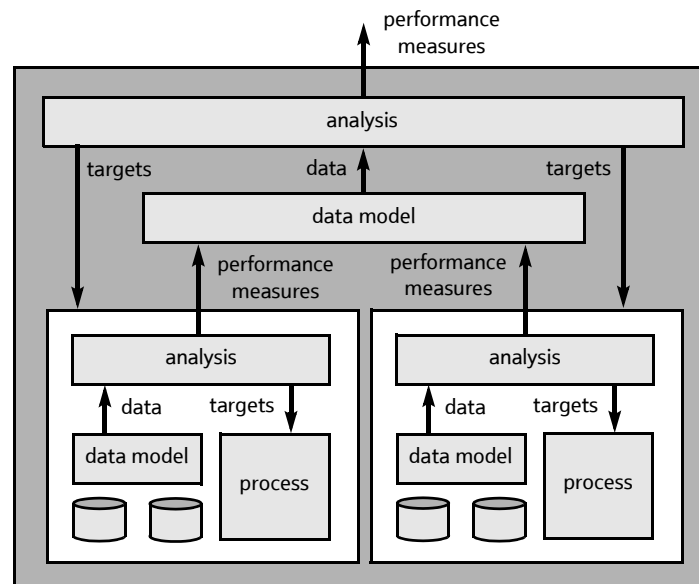 performance
measures
analysis
targets
data
targets
data model
performance
measures
performance
measures
analysis
data
targets
data model
process
analysis
data
targets
data model
process